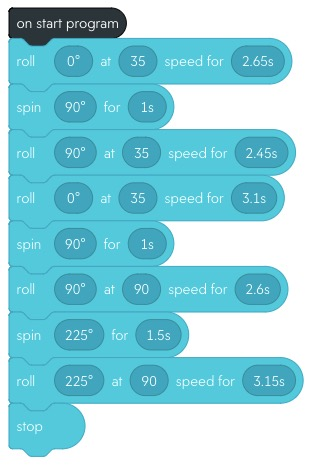 on start program
roll 0° at 35 speed for 2.65s
spin 90° for 1s
roll 90° at 35 speed for 2.45s
roll 0° at 35 speed for 3.1s
spin 90° for 1s
roll 90° at 90 speed for 2.6s
spin 225° for 1.5s
roll 225° at 90 speed for 3.15s
stop